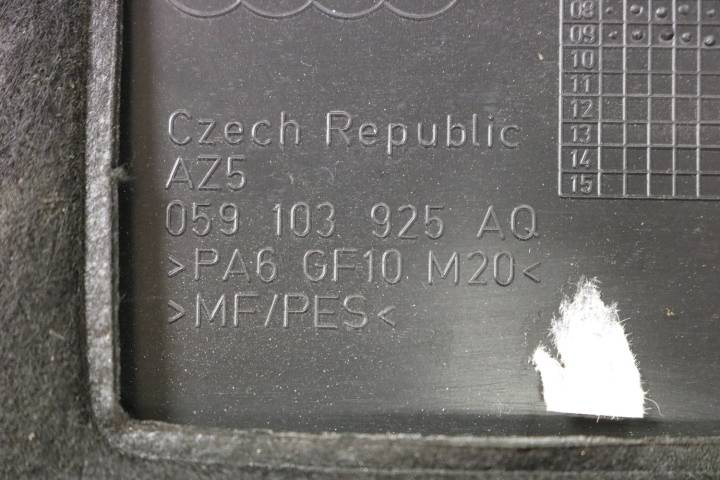 08
09
10
11
12
13
14
15
Czech Republic
AZ5
059 103 925 AQ
>PA6 GF10 M20<
>MF/PES<